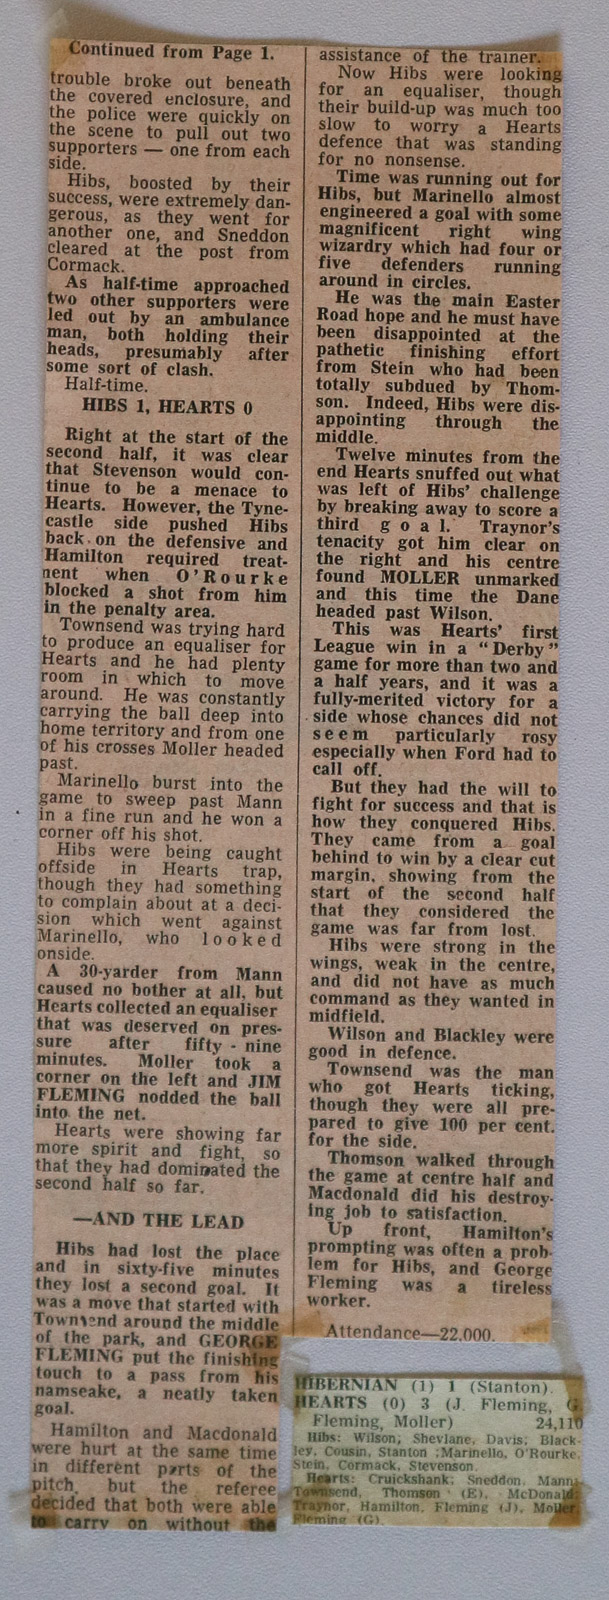 Continued from Page 1.
trouble broke out beneath
the covered enclosure, and
the police were quickly on
the scene to pull out two
supporters — one from each
side.
Hibs, boosted by their
success, were extremely dan-
gerous, as they went for
another one, and Sneddon
cleared at the post from
Cormack.
As half-time approached
two other supporters were
led out by an ambulance
man, both holding their
heads, presumably after
some sort of clash.
Half-time.
HIBS 1, HEARTS 0
Right at the start of the
second half, it was clear
that Stevenson would con-
tinue to be a menace to
Hearts. However, the Tyne-
castle side pushed Hibs
back on the defensive and
Hamilton required treat-
ment when O'Rourke
blocked a shot from him
in the penalty area.
Townsend was trying hard
to produce an equaliser for
Hearts and he had plenty
room in which to move
around. He was constantly
carrying the ball deep into
home territory and from one
of his crosses Moller headed
past.
Marinello burst into the
game to sweep past Mann
in a fine run and he won a
corner off his shot.
Hibs were being caught
offside in Hearts trap,
though they had something
to complain about at a deci-
sion which went against
Marinello, who looked
onside.
A 30-yarder from Mann
caused no bother at all, but
Hearts collected an equaliser
that was deserved on pres-
sure after fifty - nine
minutes. Moller took a
corner on the left and JIM
FLEMING nodded the ball
into the net.
Hearts were showing far
more spirit and fight, so
that they had dominated the
second half so far.
—AND THE LEAD
Hibs had lost the place
and in sixty-five minutes
they lost a second goal. It
was a move that started with
Townsend around the middle
of the park, and GEORGE
FLEMING put the finishing
touch to a pass from his
namseake, a neatly taken
goal.
Hamilton and Macdonald
were hurt at the same time
in different parts of the
pitch, but the referee
decided that both were able
to carry on without the
assistance of the trainer.
Now Hibs were looking
for an equaliser, though
their build-up was much too
slow to worry a Hearts
defence that was standing
for no nonsense.
Time was running out for
Hibs, but Marinello almost
engineered a goal with some
magnificent right wing
wizardry which had four or
five defenders running
around in circles.
He was the main Easter
Road hope and he must have
been disappointed at the
pathetic finishing effort
from Stein who had been
totally subdued by Thom-
son. Indeed, Hibs were dis-
appointing through the
middle.
Twelve minutes from the
end Hearts snuffed out what
was left of Hibs' challenge
by breaking away to score a
third goal. Traynor's
tenacity got him clear on
the right and his centre
found MOLLER unmarked
and this time the Dane
headed past Wilson.
This was Hearts' first
League win in a "Derby"
game for more than two and
a half years, and it was a
fully-merited victory for a
side whose chances did not
seem particularly rosy
especially when Ford had to
call off.
But they had the will to
fight for success and that is
how they conquered Hibs.
They came from a goal
behind to win by a clear cut
margin, showing from the
start of the second half
that they considered the
game was far from lost.
Hibs were strong in the
wings, weak in the centre,
and did not have as much
command as they wanted in
midfield.
Wilson and Blackley were
good in defence.
Townsend was the man
who got Hearts ticking,
though they were all pre-
pared to give 100 per cent.
for the side.
Thomson walked through
the game at centre half and
Macdonald did his destroy-
ing job to satisfaction.
Up front, Hamilton's
prompting was often a prob-
lem for Hibs, and George
Fleming was a tireless
worker.
Attendance—22,000.
HIBERNIAN (1) 1 (Stanton).
HEARTS (0) 3 (J. Fleming, G.
Fleming, Moller) 24,110
Hibs: Wilson; Shevlane, Davis; Black-
ley, Cousin, Stanton ;Marinello, O'Rourke,
Stein, Cormack, Stevenson.
Hearts: Cruickshank; Sneddon, Mann;
Townsend, Thomson (E), McDonald;
Traynor, Hamilton, Fleming (J), Moller,
Fleming (G).